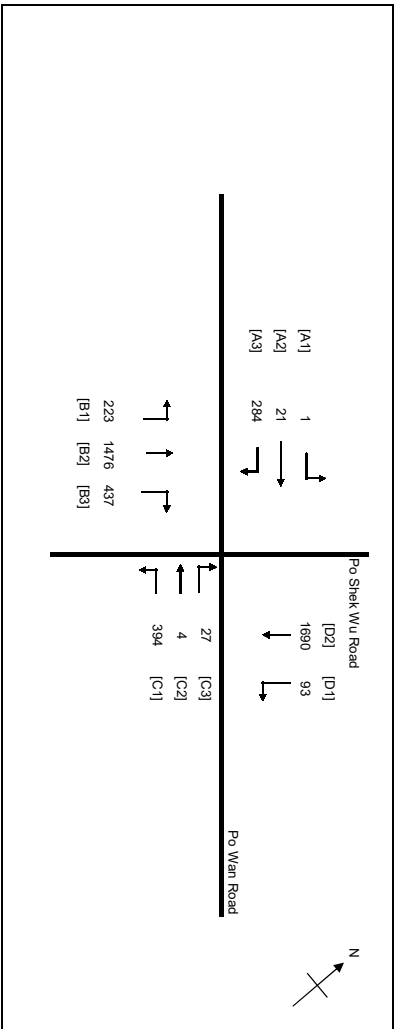 N
Po Shek Wu Road
[D2] [D1]
1690 93
[A1] 1
[A2] 21
[A3] 284
Po Wan Road
27 [C3]
4 [C2]
394 [C1]
223 1476 437
[B1] [B2] [B3]